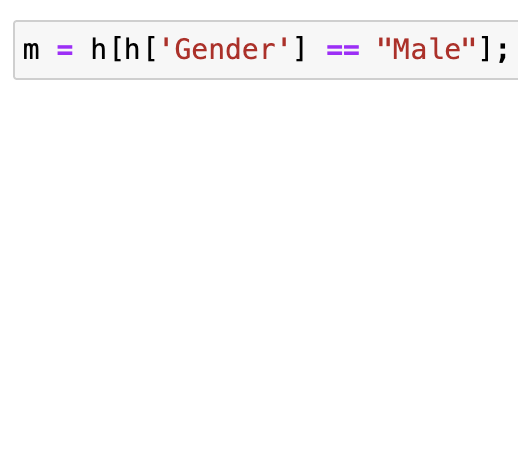 m = h[h['Gender'] == "Male"];